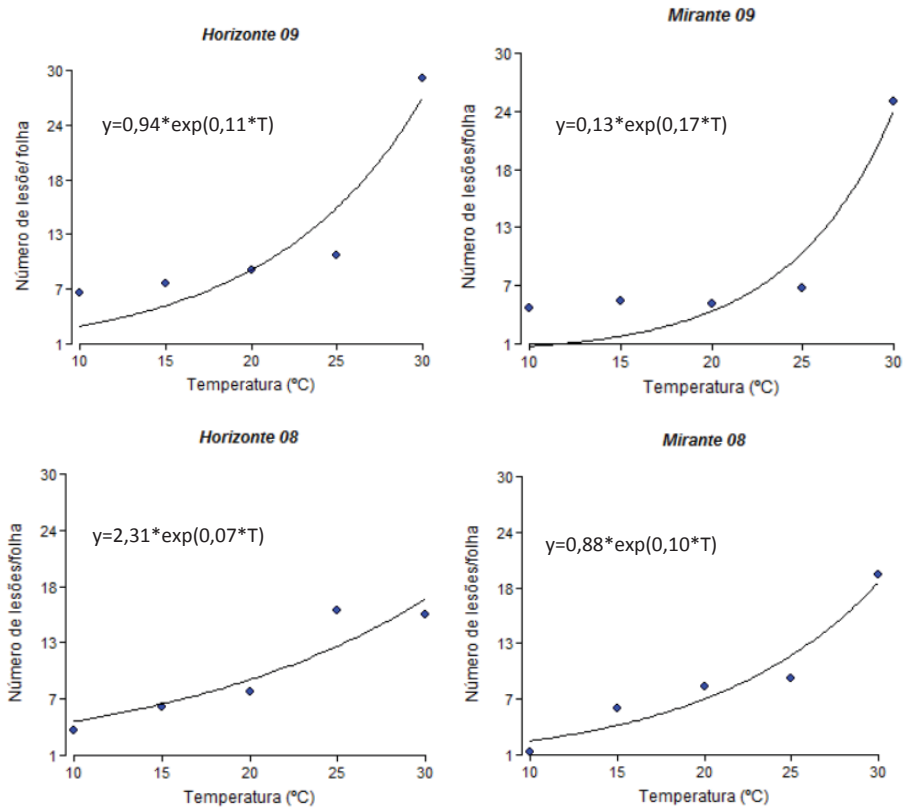 Horizonte 09
Número de lesõe/ folha
30
24
18
13
7
1
y=0,94*exp(0,11*T)
10 15 20 25 30
Temperatura (ºC)
Mirante 09
Número de lesões/folha
30
24
18
13
7
1
y=0,13*exp(0,17*T)
10 15 20 25 30
Temperatura (ºC)
Horizonte 08
Número de lesões/folha
30
24
18
13
7
1
y=2,31*exp(0,07*T)
10 15 20 25 30
Temperatura (ºC)
Mirante 08
Número de lesões/folha
30
24
18
13
7
1
y=0,88*exp(0,10*T)
10 15 20 25 30
Temperatura (ºC)